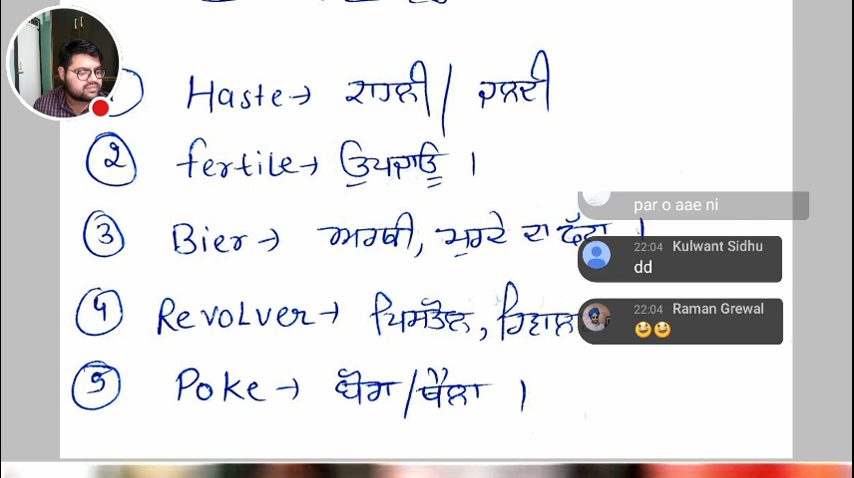 ① Haste → ਕਾਹਲੀ / ਜਲਦੀ
② fertile → ਉਪਜਾਊ ।
③ Bier → ਅਰਥੀ, ਮੁਰਦੇ ਦਾ ਫੱਟਾ ।
④ Revolver → ਪਿਸਤੌਲ,
⑤ Poke → /ਥੈਲਾ ।
par o aae ni
22:04 Kulwant Sidhu
dd
22:04 Raman Grewal
😆😆